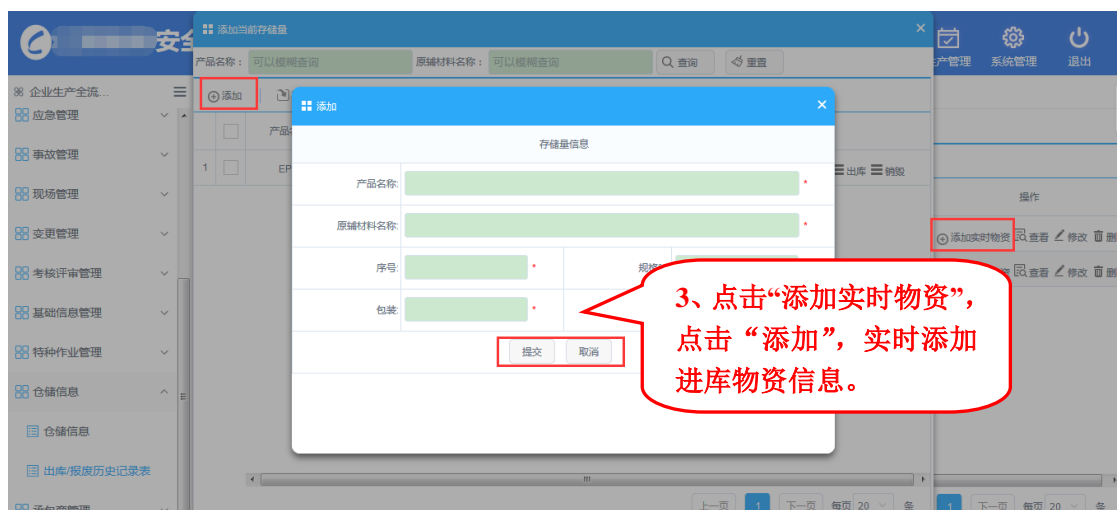 安全
添加当前存储量
产品名称： 可以模糊查询 原辅材料名称： 可以模糊查询 查询 重置
产管理 系统管理 退出
企业生产全流...
添加
应急管理
事故管理
现场管理
变更管理
考核评审管理
基础信息管理
特种作业管理
仓储信息
仓储信息
出库/报废历史记录表
产品
1 EP
出库 销毁
添加
存储量信息
产品名称: *
原辅材料名称: *
序号: * 规格
包装: *
提交 取消
操作
添加实时物资 查看 修改 删
查看 修改 删
3、点击“添加实时物资”，
点击“添加”，实时添加
进库物资信息。
上一页 1 下一页 每页 20 条
1 下一页 每页 20 条